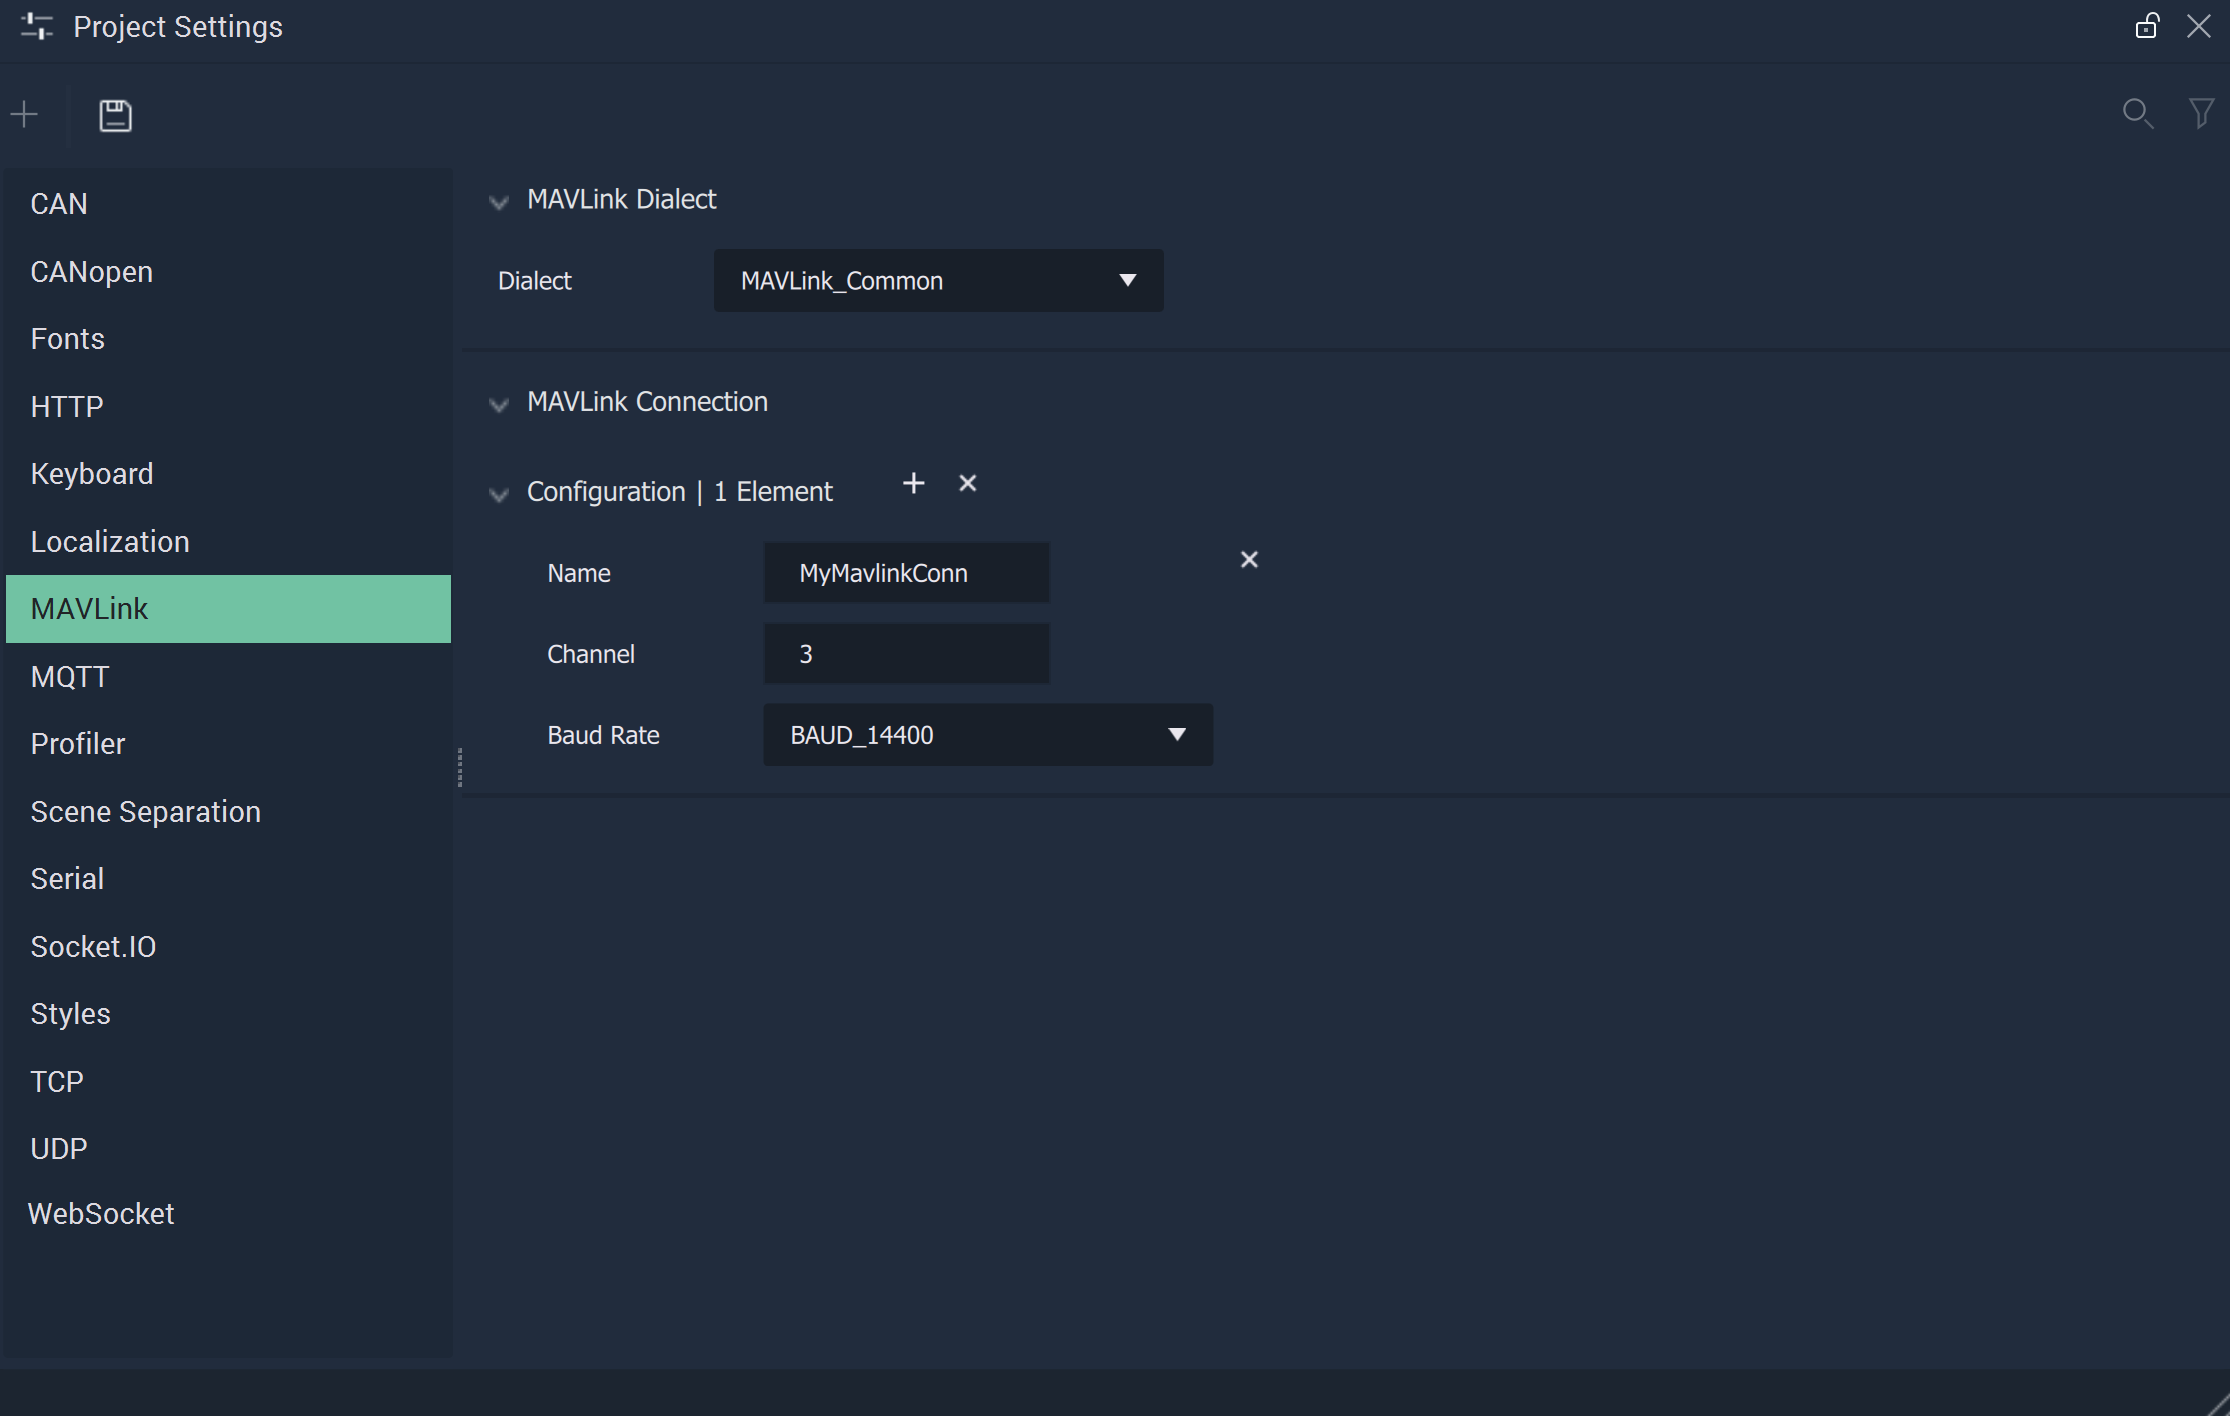 Project Settings
CAN
CANopen
Fonts
HTTP
Keyboard
Localization
MAVLink
MQTT
Profiler
Scene Separation
Serial
Socket.IO
Styles
TCP
UDP
WebSocket
MAVLink Dialect
Dialect MAVLink_Common
MAVLink Connection
Configuration | 1 Element
Name MyMavlinkConn
Channel 3
Baud Rate BAUD_14400